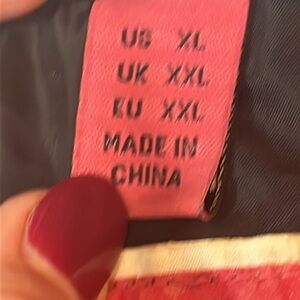 US XL
UK XXL
EU XXL
MADE IN
CHINA